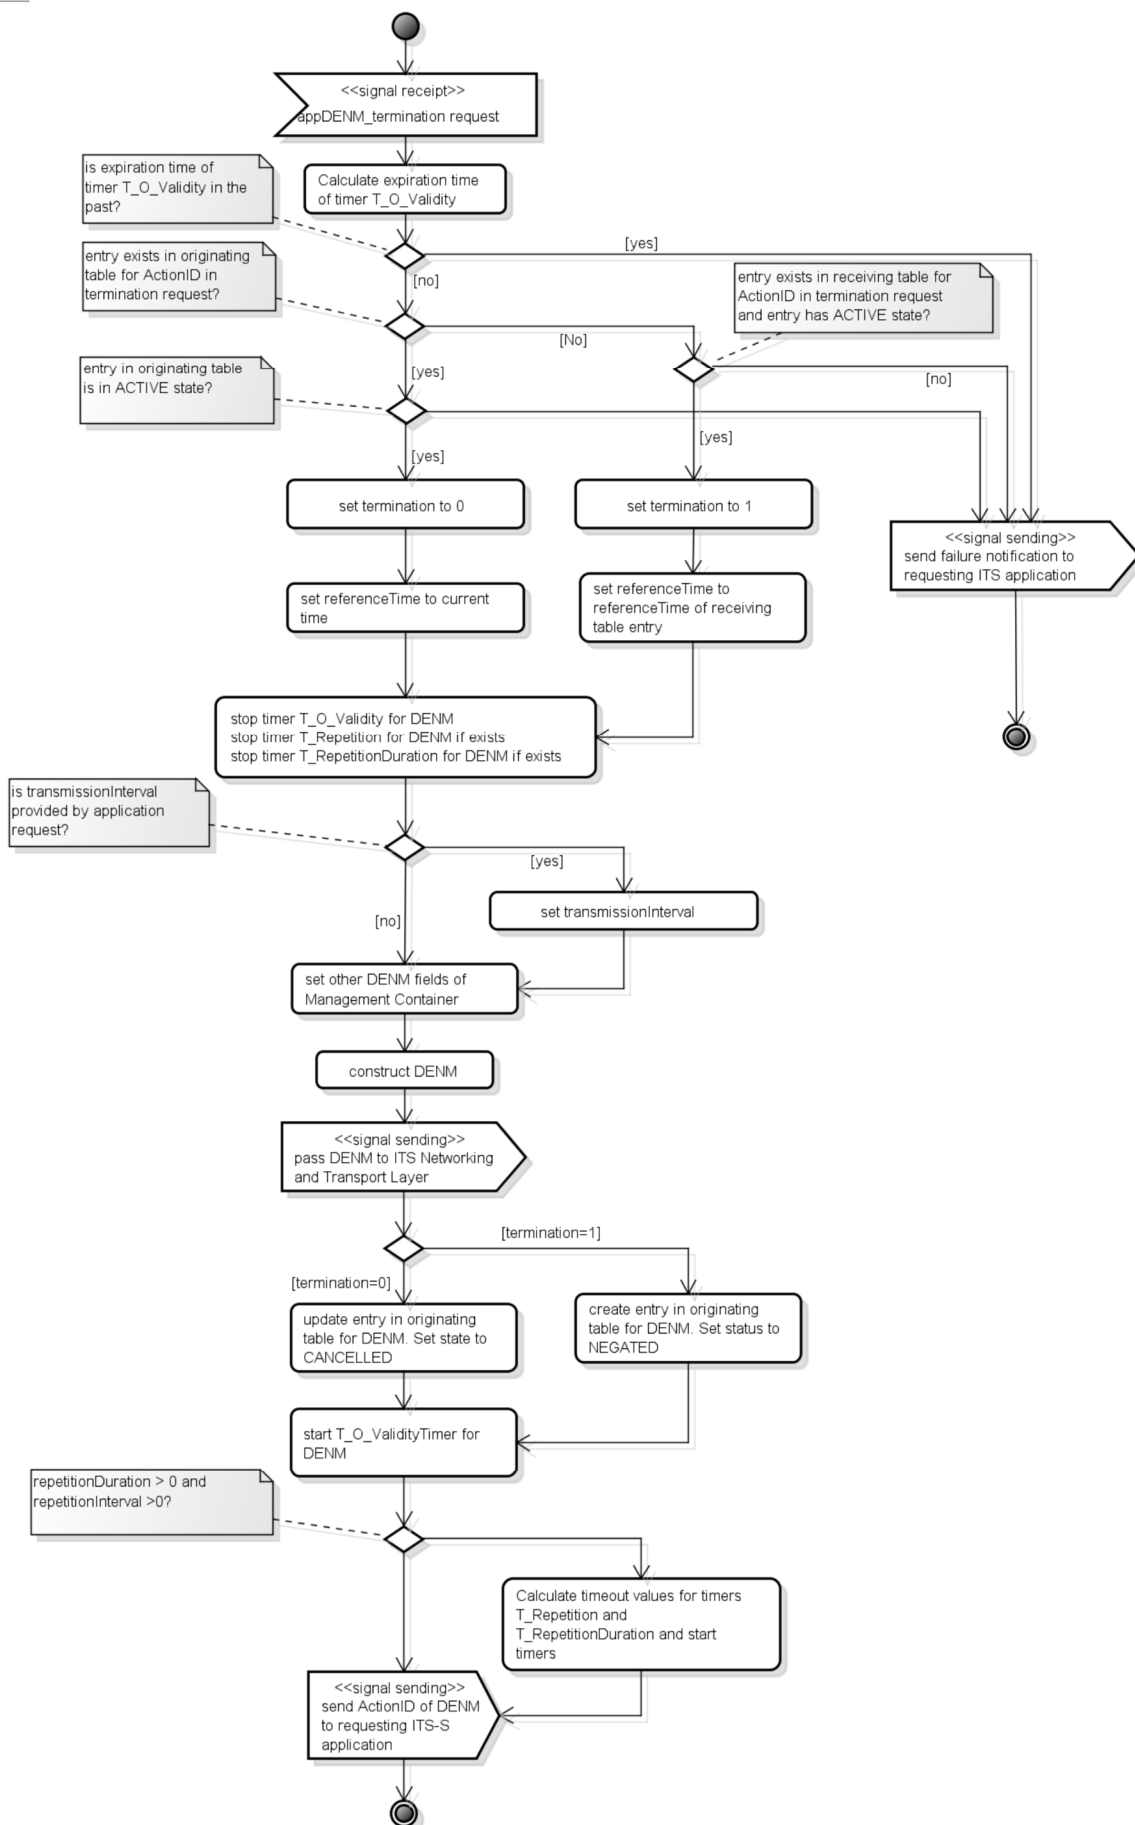 <<signal receipt>>
appDENM_termination request
is expiration time of
timer T_O_Validity in the
past?
Calculate expiration time
of timer T_O_Validity
[yes]
entry exists in originating
table for ActionID in
termination request?
[no]
entry exists in receiving table for
ActionID in termination request
and entry has ACTIVE state?
[No]
entry in originating table
is in ACTIVE state?
[yes]
[no]
[yes]
[yes]
set termination to 0
set termination to 1
<<signal sending>>
send failure notification to
requesting ITS application
set referenceTime to current
time
set referenceTime to
referenceTime of receiving
table entry
stop timer T_O_Validity for DENM
stop timer T_Repetition for DENM if exists
stop timer T_RepetitionDuration for DENM if exists
is transmissionInterval
provided by application
request?
[yes]
set transmissionInterval
[no]
set other DENM fields of
Management Container
construct DENM
<<signal sending>>
pass DENM to ITS Networking
and Transport Layer
[termination=1]
[termination=0]
update entry in originating
table for DENM. Set state to
CANCELLED
create entry in originating
table for DENM. Set status to
NEGATED
start T_O_ValidityTimer for
DENM
repetitionDuration > 0 and
repetitionInterval >0?
Calculate timeout values for timers
T_Repetition and
T_RepetitionDuration and start
timers
<<signal sending>>
send ActionID of DENM
to requesting ITS-S
application